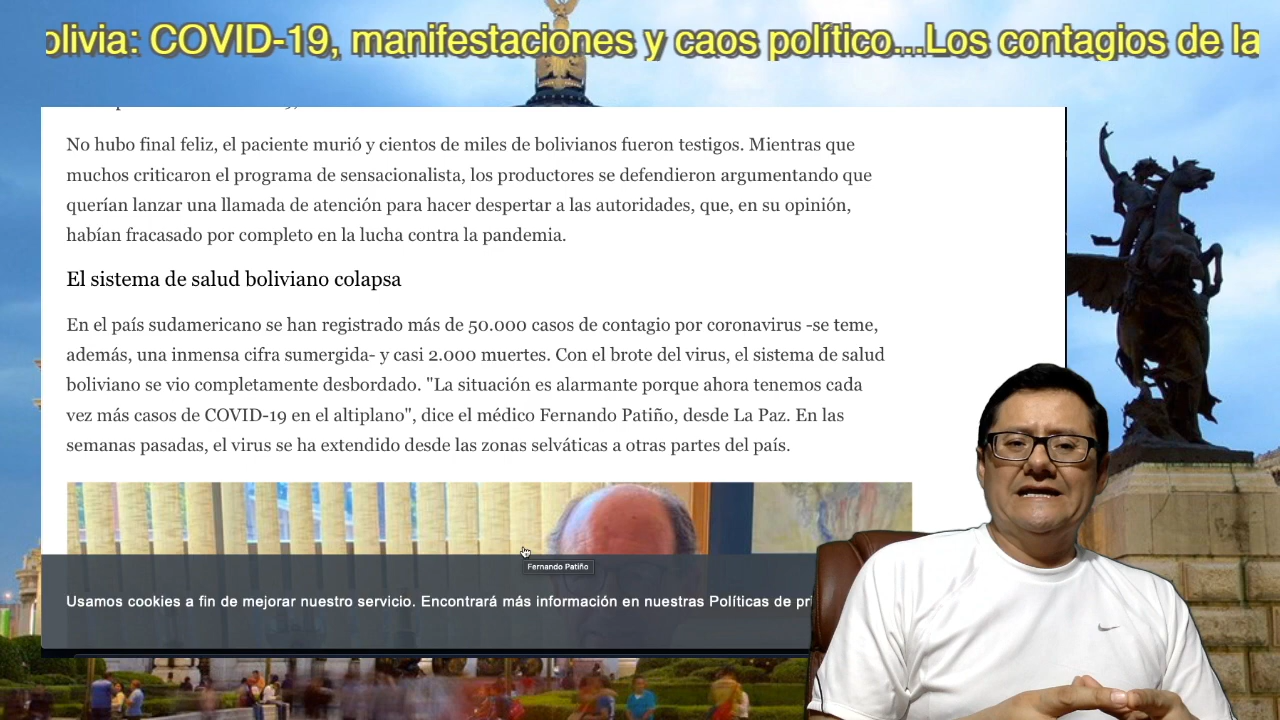 olivia: COVID-19, manifestaciones y caos político...Los contagios de la
No hubo final feliz, el paciente murió y cientos de miles de bolivianos fueron testigos. Mientras que
muchos criticaron el programa de sensacionalista, los productores se defendieron argumentando que
querían lanzar una llamada de atención para hacer despertar a las autoridades, que, en su opinión,
habían fracasado por completo en la lucha contra la pandemia.
El sistema de salud boliviano colapsa
En el país sudamericano se han registrado más de 50.000 casos de contagio por coronavirus -se teme,
además, una inmensa cifra sumergida- y casi 2.000 muertes. Con el brote del virus, el sistema de salud
boliviano se vio completamente desbordado. "La situación es alarmante porque ahora tenemos cada
vez más casos de COVID-19 en el altiplano", dice el médico Fernando Patiño, desde La Paz. En las
semanas pasadas, el virus se ha extendido desde las zonas selváticas a otras partes del país.
Fernando Patiño
Usamos cookies a fin de mejorar nuestro servicio. Encontrará más información en nuestras Políticas de pri